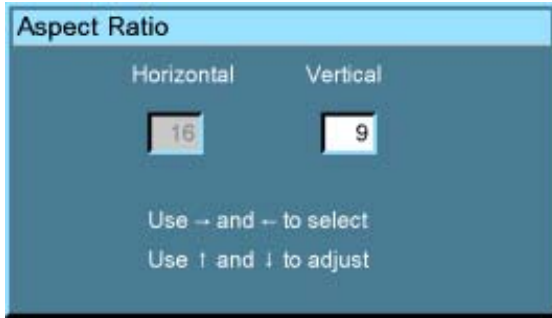 Aspect Ratio
Horizontal Vertical
16 9
Use → and ← to select
Use ↑ and ↓ to adjust